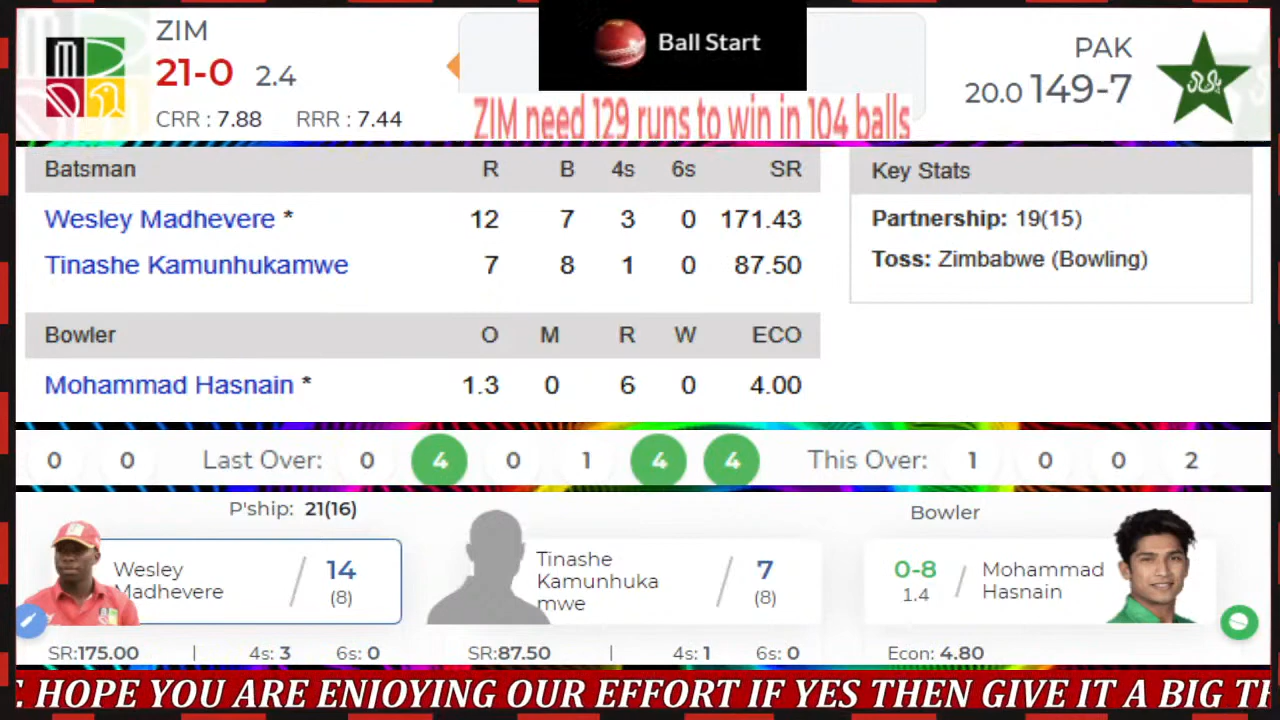 ZIM
21-0 2.4
CRR : 7.88 RRR : 7.44
Ball Start
ZIM need 129 runs to win in 104 balls
PAK
20.0 149-7
Batsman R B 4s 6s SR
Wesley Madhevere * 12 7 3 0 171.43
Tinashe Kamunhukamwe 7 8 1 0 87.50
Bowler O M R W ECO
Mohammad Hasnain * 1.3 0 6 0 4.00
Key Stats
Partnership: 19(15)
Toss: Zimbabwe (Bowling)
0 0 Last Over: 0 4 0 1 4 4 This Over: 1 0 0 2
P'ship: 21(16)
Wesley
Madhevere
/ 14
(8)
SR:175.00 | 4s: 3 6s: 0
Tinashe
Kamunhuka
mwe
/ 7
(8)
SR:87.50 | 4s: 1 6s: 0
Bowler
0-8
1.4
/ Mohammad
Hasnain
Econ: 4.80
HOPE YOU ARE ENJOYING OUR EFFORT IF YES THEN GIVE IT A BIG